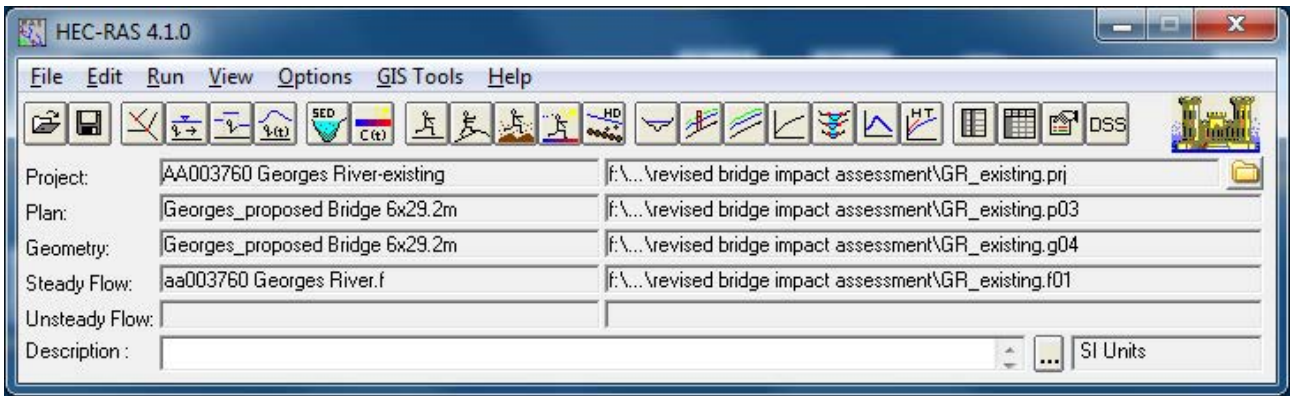 HEC-RAS 4.1.0
File Edit Run View Options GIS Tools Help
SED C(t) HD HT DSS
Project: AA003760 Georges River-existing f:\...\revised bridge impact assessment\GR_existing.prj
Plan: Georges_proposed Bridge 6x29.2m f:\...\revised bridge impact assessment\GR_existing.p03
Geometry: Georges_proposed Bridge 6x29.2m f:\...\revised bridge impact assessment\GR_existing.g04
Steady Flow: aa003760 Georges River.f f:\...\revised bridge impact assessment\GR_existing.f01
Unsteady Flow:
Description : ... SI Units